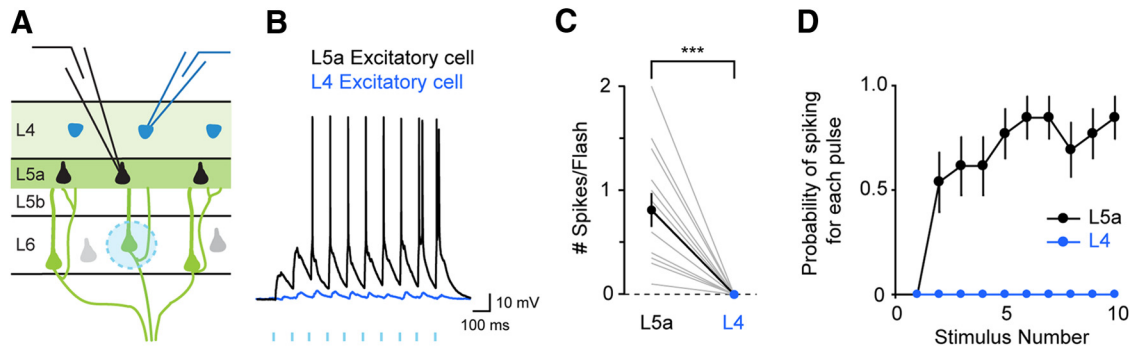 A
L4
L5a
L5b
L6
B
L5a Excitatory cell
L4 Excitatory cell
10 mV
100 ms
C
***
2
1
0
# Spikes/Flash
L5a
L4
D
1.0
0.5
0
Probability of spiking
for each pulse
L5a
L4
0
5
10
Stimulus Number